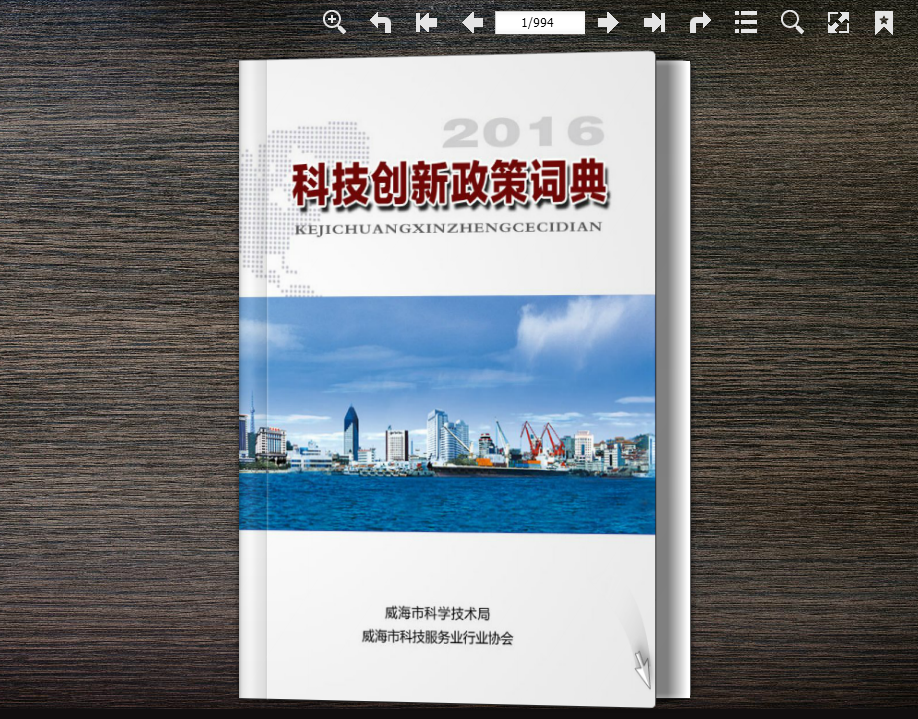 1/994
2016
科技创新政策词典
KEJICHUANGXINZHENGCECIDIAN
威海市科学技术局
威海市科技服务业行业协会